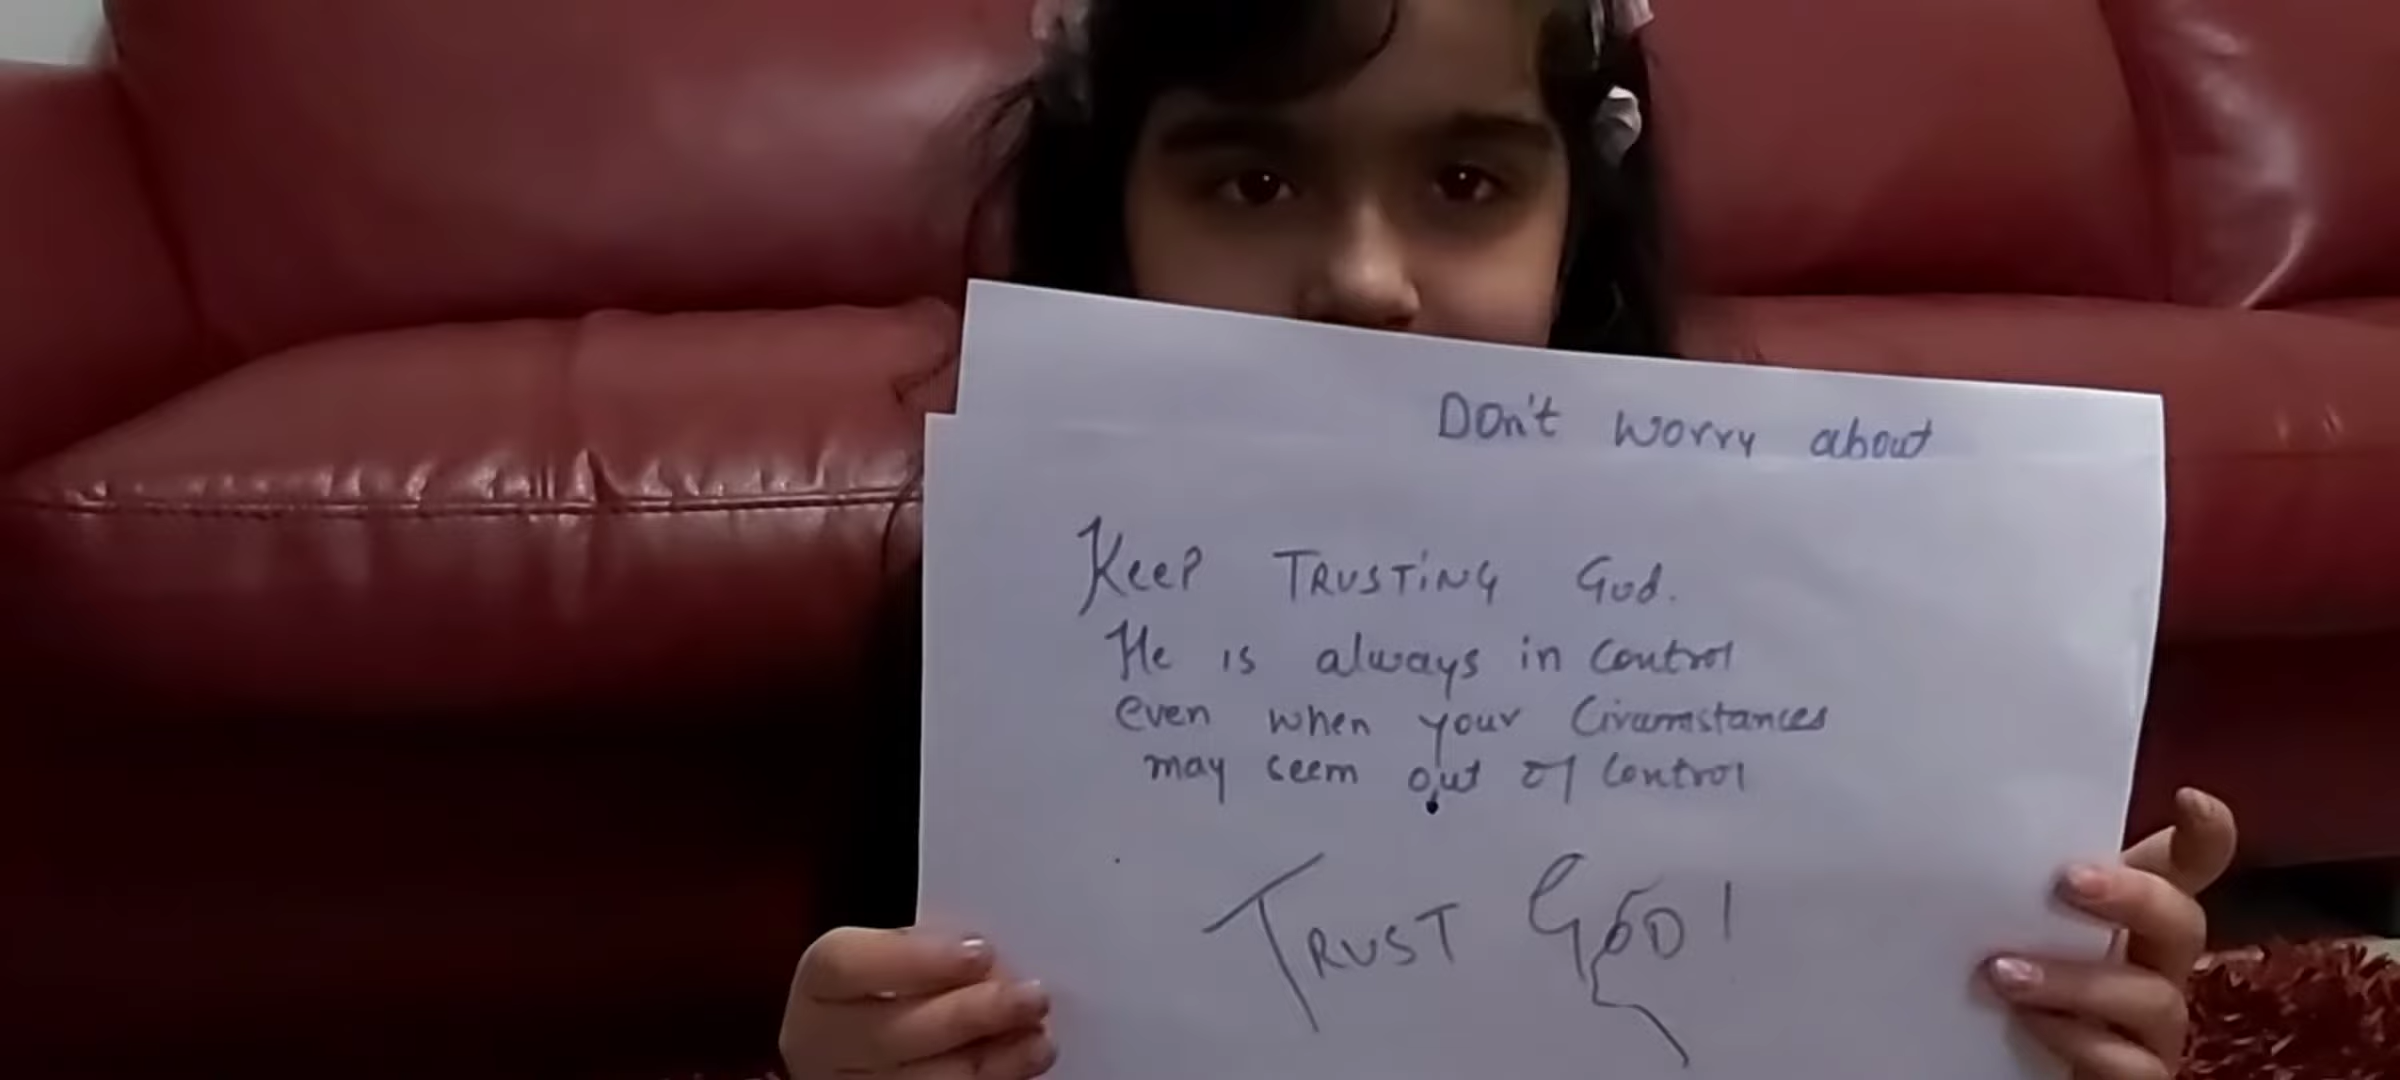 Don't worry about
Keep TRUSTING God.
He is always in Control
even when your Circumstances
may seem out of Control
TRUST GOD!